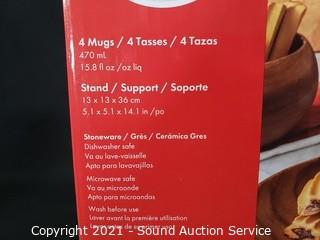 4 Mugs / 4 Tasses / 4 Tazas
470 mL
15.8 fl oz /oz liq
Stand / Support / Soporte
13 x 13 x 36 cm
5.1 x 5.1 x 14.1 in /po
Stoneware / Grès / Cerámica Gres
Dishwasher safe
Va au lave-vaisselle
Apto para lavavajillas
Microwave safe
Va au microonde
Apto para microondas
Wash before use
Laver avant la première utilisation
Copyright 2021 - Sound Auction Service